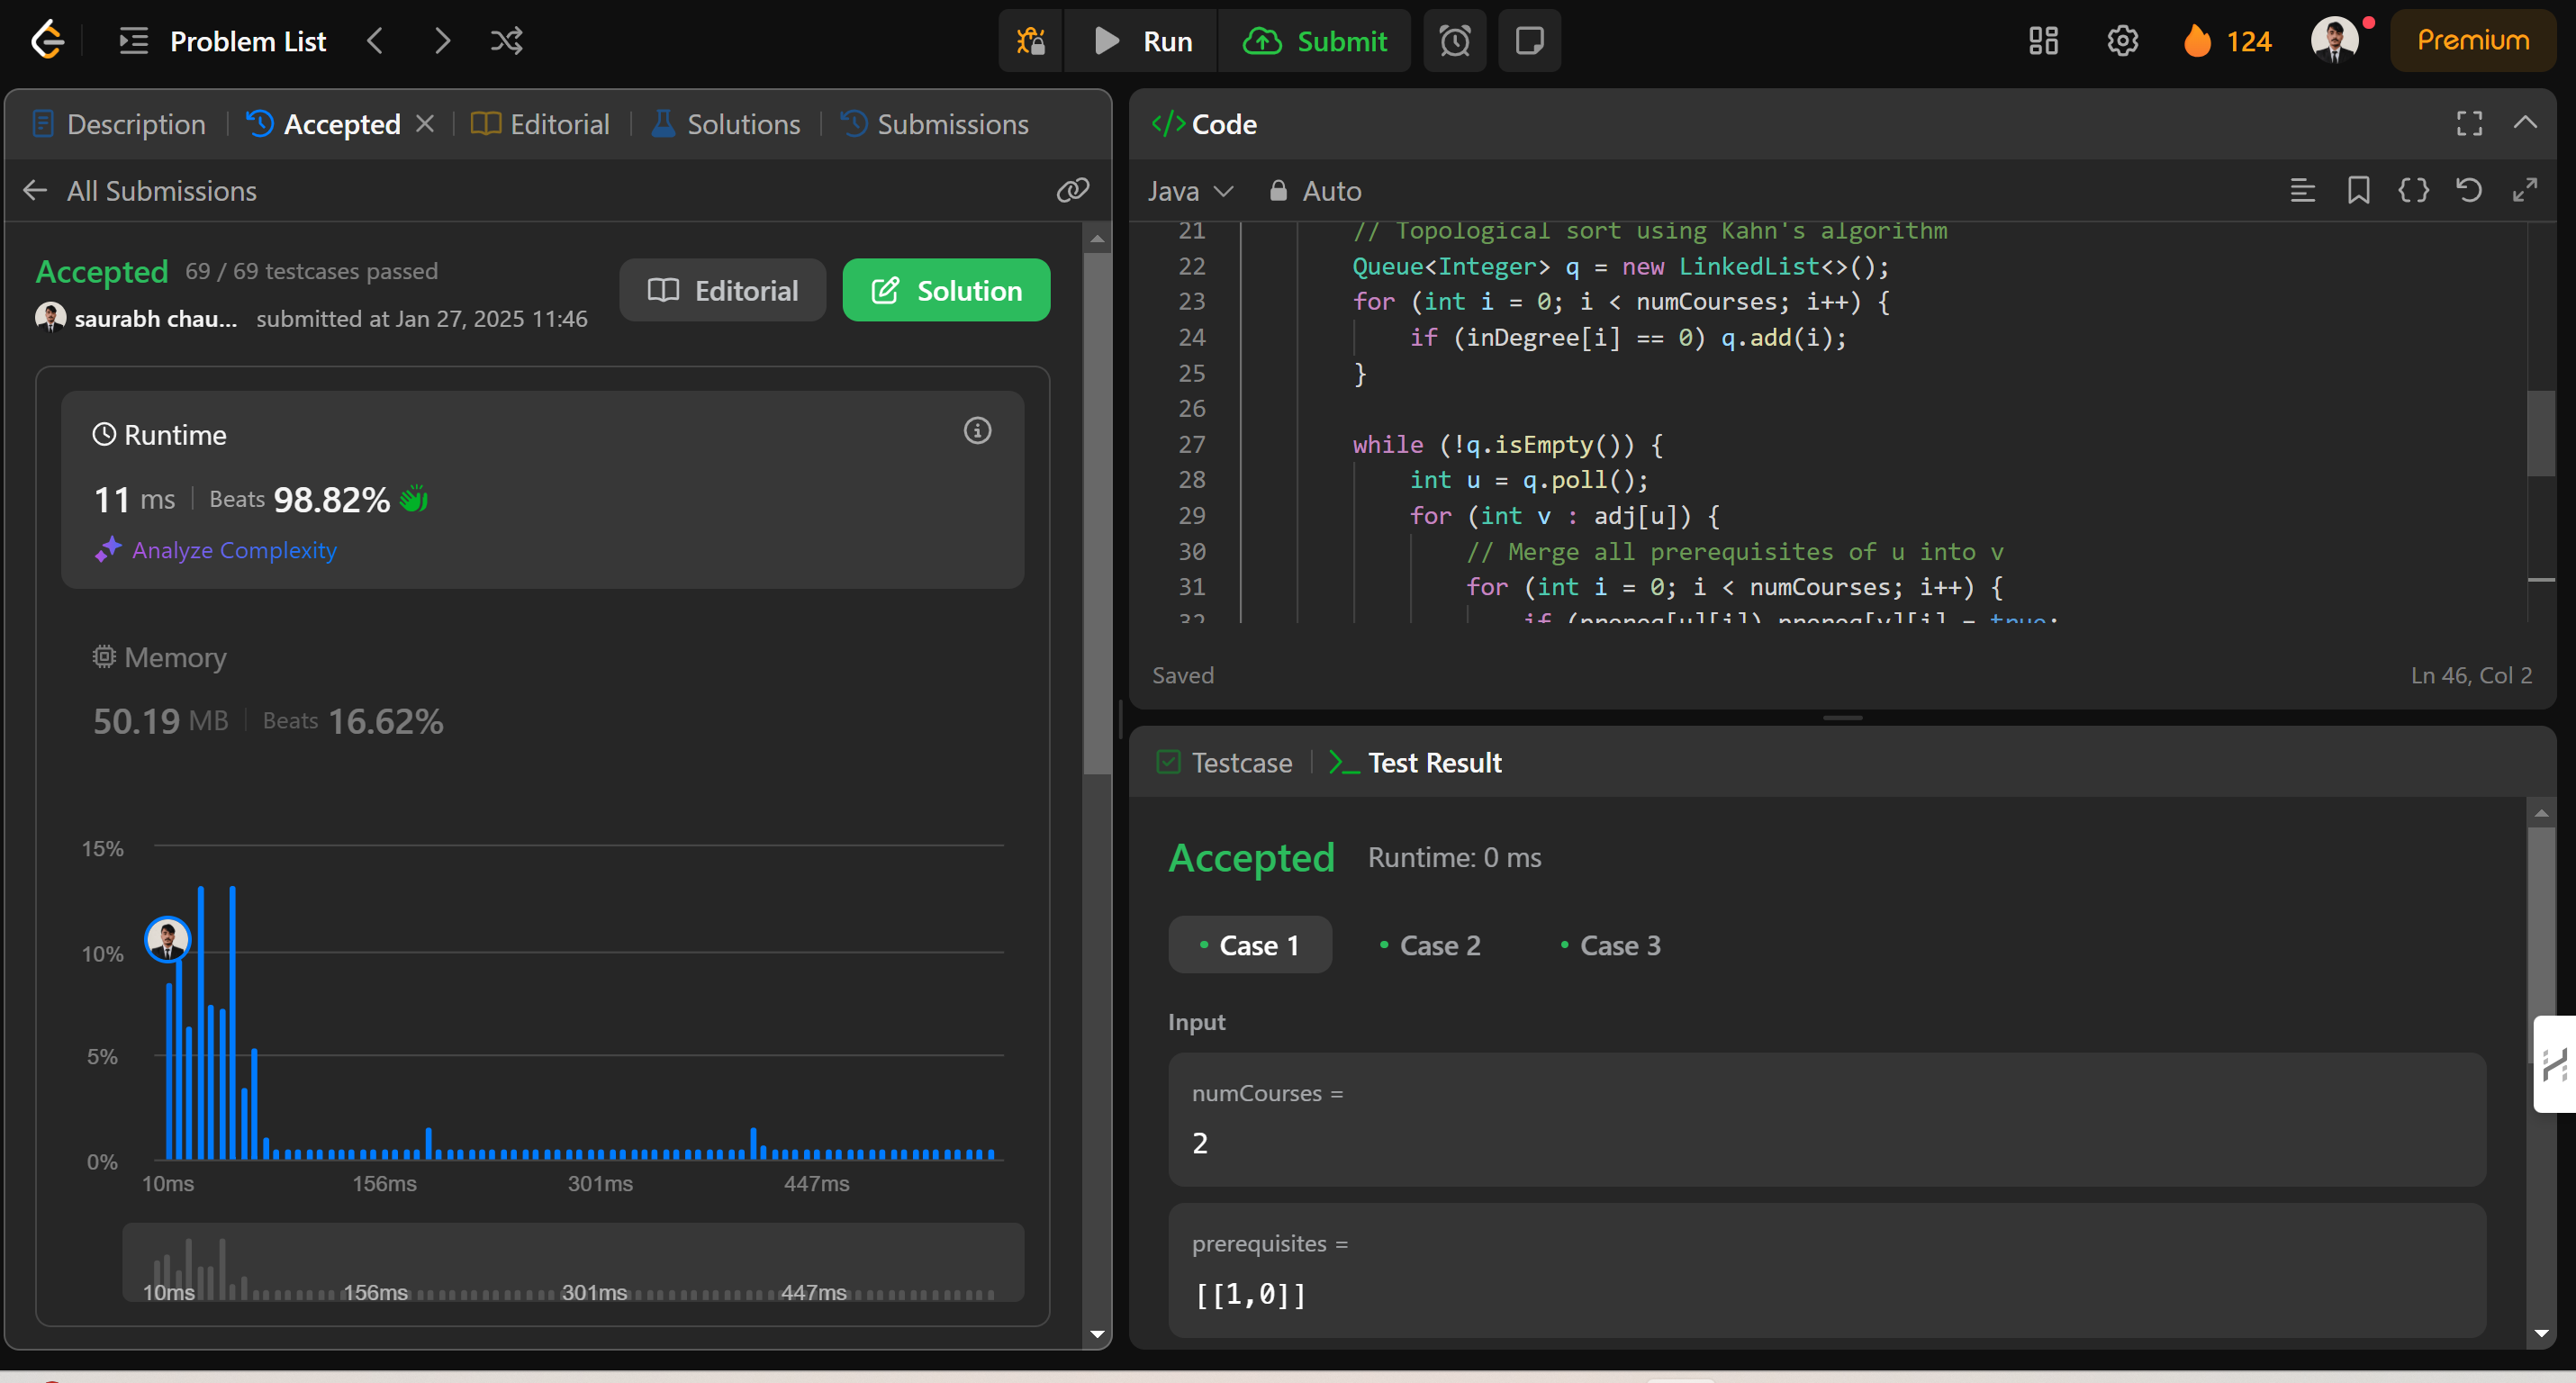 Problem List
Run
Submit
124
Premium
Description
Accepted
Editorial
Solutions
Submissions
All Submissions
Accepted 69 / 69 testcases passed
saurabh chau... submitted at Jan 27, 2025 11:46
Editorial
Solution
Runtime
11 ms Beats 98.82%
Analyze Complexity
Memory
50.19 MB Beats 16.62%
15%
10%
5%
0%
10ms 156ms 301ms 447ms
10ms 156ms 301ms 447ms
</> Code
Java Auto
21 // Topological sort using Kahn's algorithm
22 Queue<Integer> q = new LinkedList<>();
23 for (int i = 0; i < numCourses; i++) {
24 if (inDegree[i] == 0) q.add(i);
25 }
26
27 while (!q.isEmpty()) {
28 int u = q.poll();
29 for (int v : adj[u]) {
30 // Merge all prerequisites of u into v
31 for (int i = 0; i < numCourses; i++) {
32 if (prereq[u][i]) prereq[v][i] = true;
Saved
Ln 46, Col 2
Testcase
Test Result
Accepted Runtime: 0 ms
Case 1 Case 2 Case 3
Input
numCourses =
2
prerequisites =
[[1,0]]